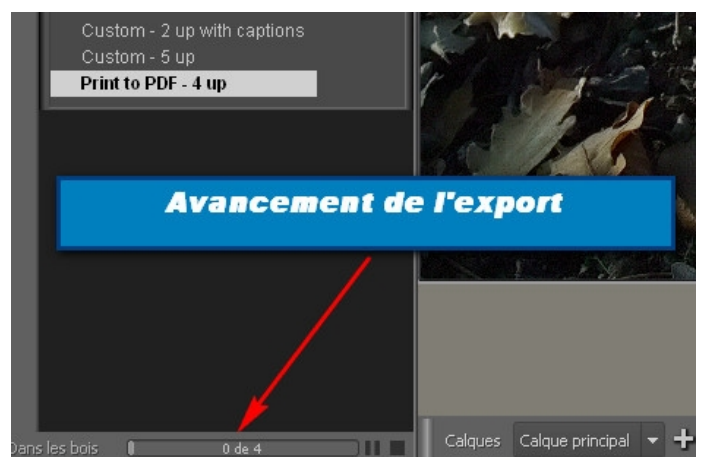 Custom - 2 up with captions
Custom - 5 up
Print to PDF - 4 up
Avancement de l'export
Dans les bois 0 de 4
Calques Calque principal